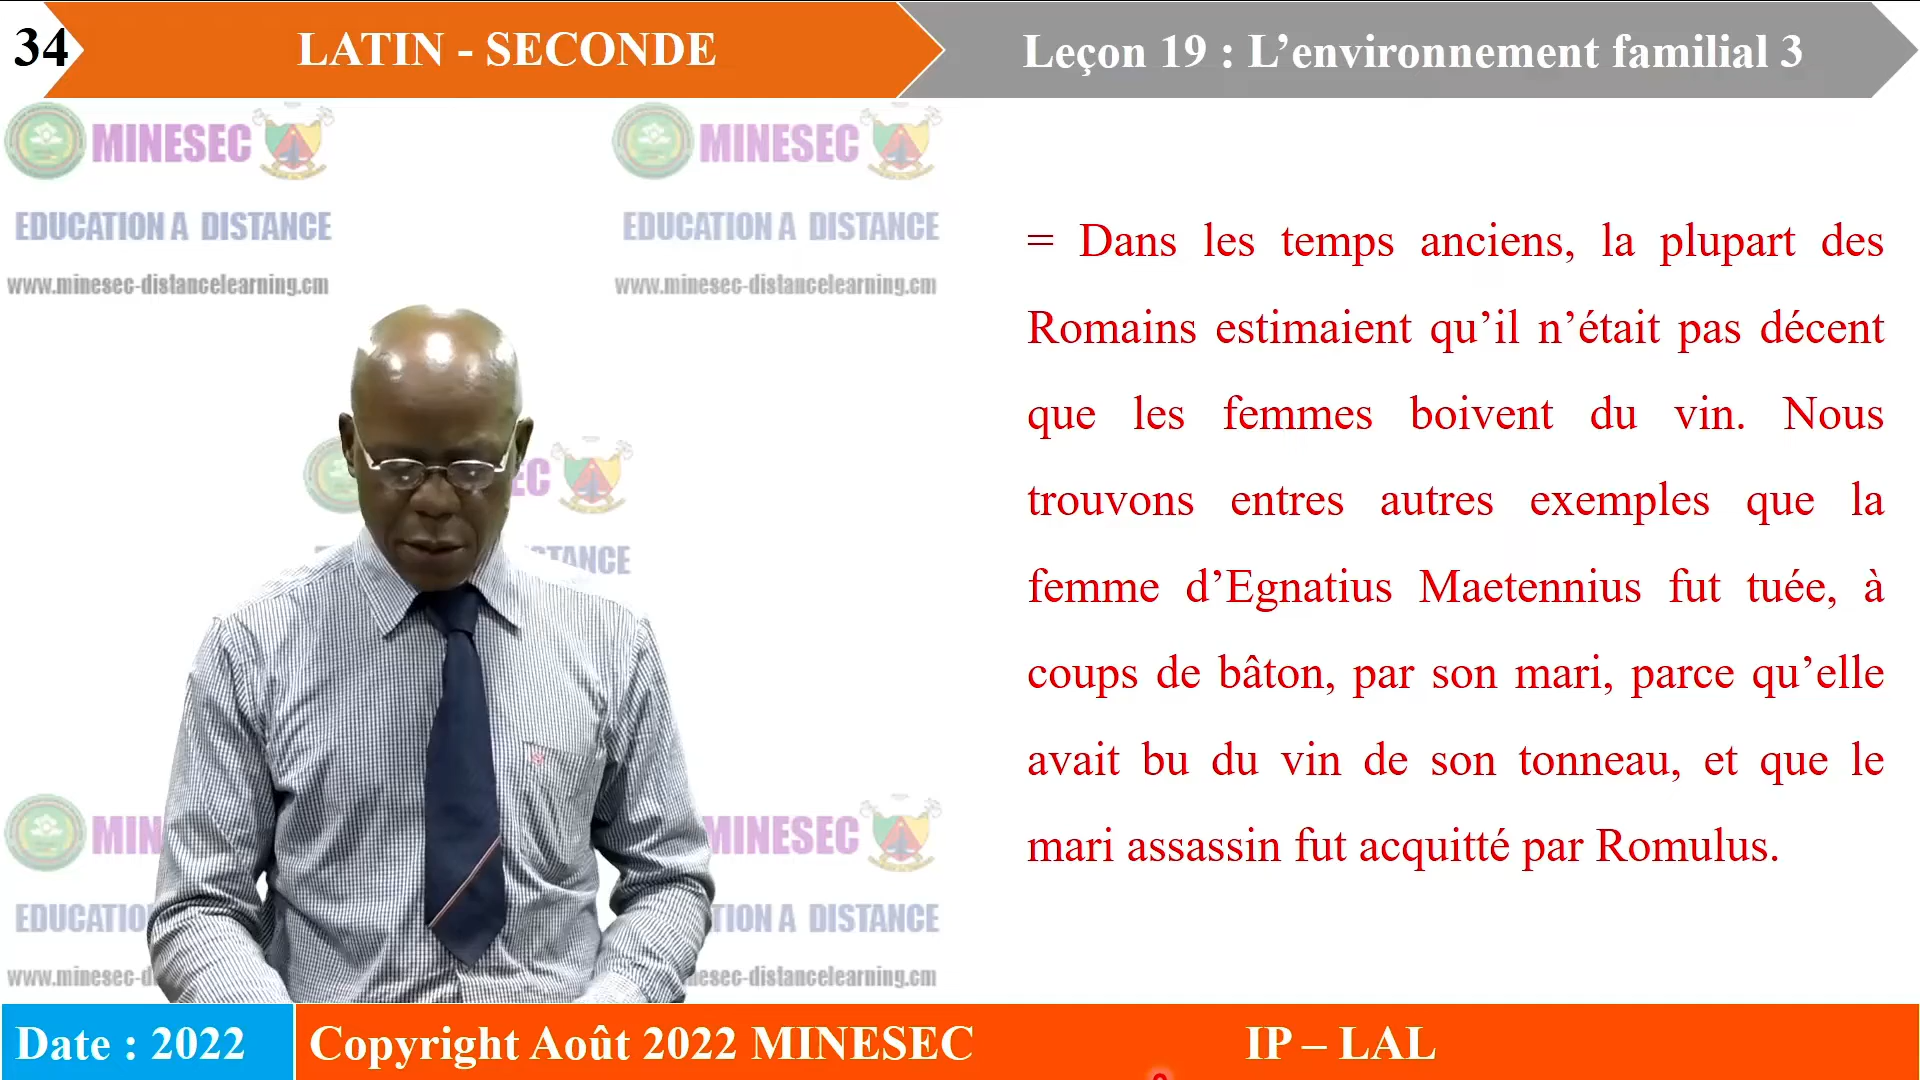 34
LATIN - SECONDE
Leçon 19 : L’environnement familial 3
MINESEC
EDUCATION A DISTANCE
www.minesec-distancelearning.cm
MINESEC
EDUCATION A DISTANCE
www.minesec-distancelearning.cm
= Dans les temps anciens, la plupart des
Romains estimaient qu’il n’était pas décent
que les femmes boivent du vin. Nous
trouvons entres autres exemples que la
femme d’Egnatius Maetennius fut tuée, à
coups de bâton, par son mari, parce qu’elle
avait bu du vin de son tonneau, et que le
mari assassin fut acquitté par Romulus.
MINESEC
DISTANCE
www.minesec-distancelearning.cm
Date : 2022
Copyright Août 2022 MINESEC
IP – LAL